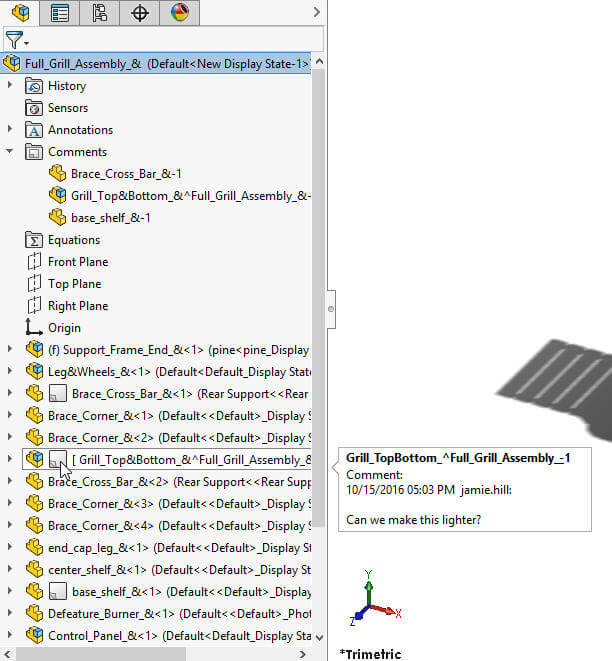 Full_Grill_Assembly_& (Default<New Display State-1>
History
Sensors
Annotations
Comments
Brace_Cross_Bar_&-1
Grill_Top&Bottom_&^Full_Grill_Assembly_&-
base_shelf_&-1
Equations
Front Plane
Top Plane
Right Plane
Origin
(f) Support_Frame_End_&<1> (pine<pine_Display
Leg&Wheels_&<1> (Default<Default_Display State
Brace_Cross_Bar_&<1> (Rear Support<<Rear
Brace_Corner_&<1> (Default<<Default>_Display St
Brace_Corner_&<2> (Default<<Default>_Display St
[ Grill_Top&Bottom_&^Full_Grill_Assembly_&
Brace_Cross_Bar_&<2> (Rear Support<<Rear Supp
Brace_Corner_&<3> (Default<<Default>_Display St
Brace_Corner_&<4> (Default<<Default>_Display St
end_cap_leg_&<1> (Default<<Default>_Display St
center_shelf_&<1> (Default<<Default>_Display Sta
base_shelf_&<1> (Default<<Default>_Display
Defeature_Burner_&<1> (Default<<Default>_Phot
Control_Panel_&<1> (Default<Default_Display Sta
Grill_TopBottom_^Full_Grill_Assembly_-1
Comment:
10/15/2016 05:03 PM jamie.hill:
Can we make this lighter?
Y
X
Z
*Trimetric